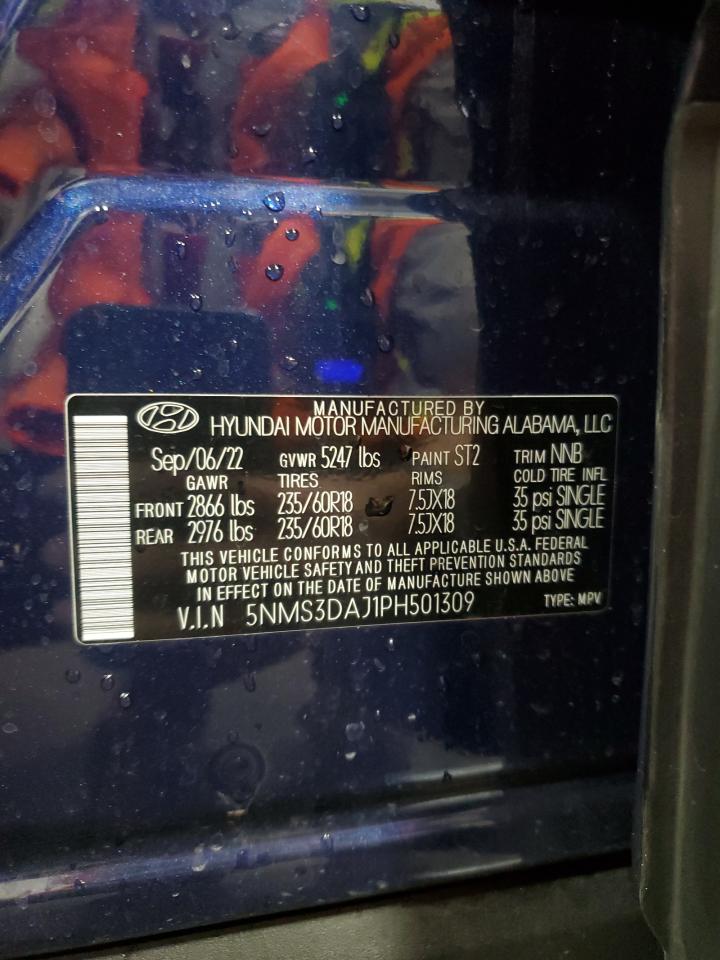 MANUFACTURED BY
HYUNDAI MOTOR MANUFACTURING ALABAMA, LLC
Sep/06/22 GVWR 5247 lbs PAINT ST2 TRIM NNB
GAWR TIRES RIMS COLD TIRE INFL
FRONT 2866 lbs 235/60R18 7.5JX18 35 psi SINGLE
REAR 2976 lbs 235/60R18 7.5JX18 35 psi SINGLE
THIS VEHICLE CONFORMS TO ALL APPLICABLE U.S.A. FEDERAL
MOTOR VEHICLE SAFETY AND THEFT PREVENTION STANDARDS
IN EFFECT ON THE DATE OF MANUFACTURE SHOWN ABOVE
V.I.N 5NMS3DAJ1PH501309 TYPE: MPV